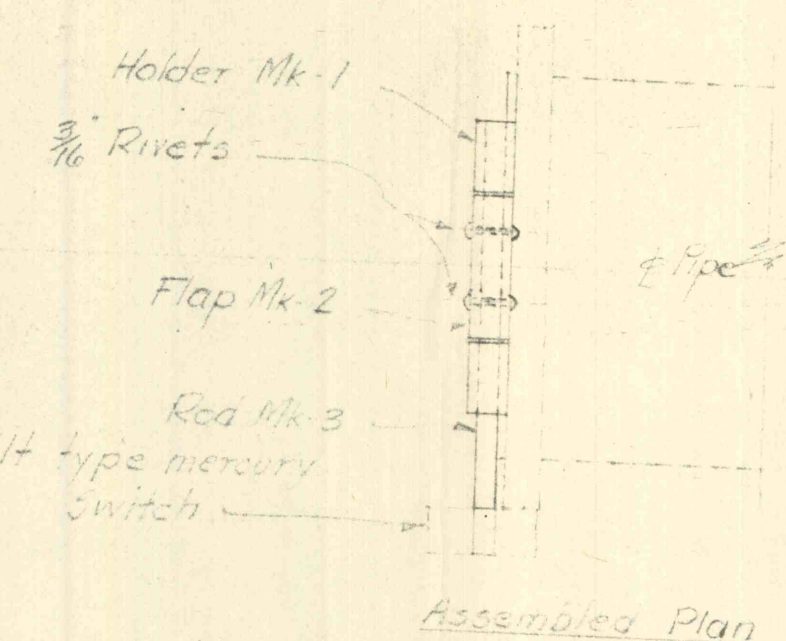 Holder Mk-1
3/16" Rivets
Flap Mk-2
℄ Pipe
Rod Mk-3
type mercury
Switch
Assembled Plan